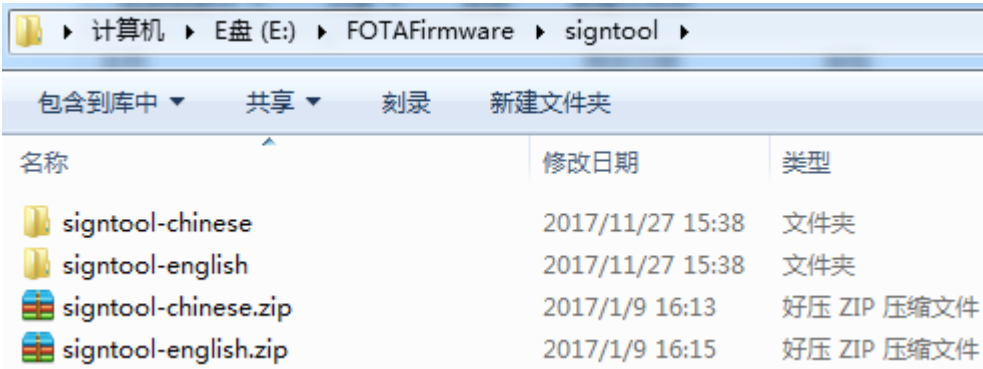 计算机 ▸ E盘 (E:) ▸ FOTAFirmware ▸ signtool ▸
包含到库中 ▼ 共享 ▼ 刻录 新建文件夹
名称 修改日期 类型
signtool-chinese 2017/11/27 15:38 文件夹
signtool-english 2017/11/27 15:38 文件夹
signtool-chinese.zip 2017/1/9 16:13 好压 ZIP 压缩文件
signtool-english.zip 2017/1/9 16:15 好压 ZIP 压缩文件